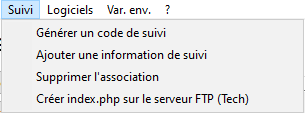 Suivi Logiciels Var. env. ?
Générer un code de suivi
Ajouter une information de suivi
Supprimer l'association
Créer index.php sur le serveur FTP (Tech)